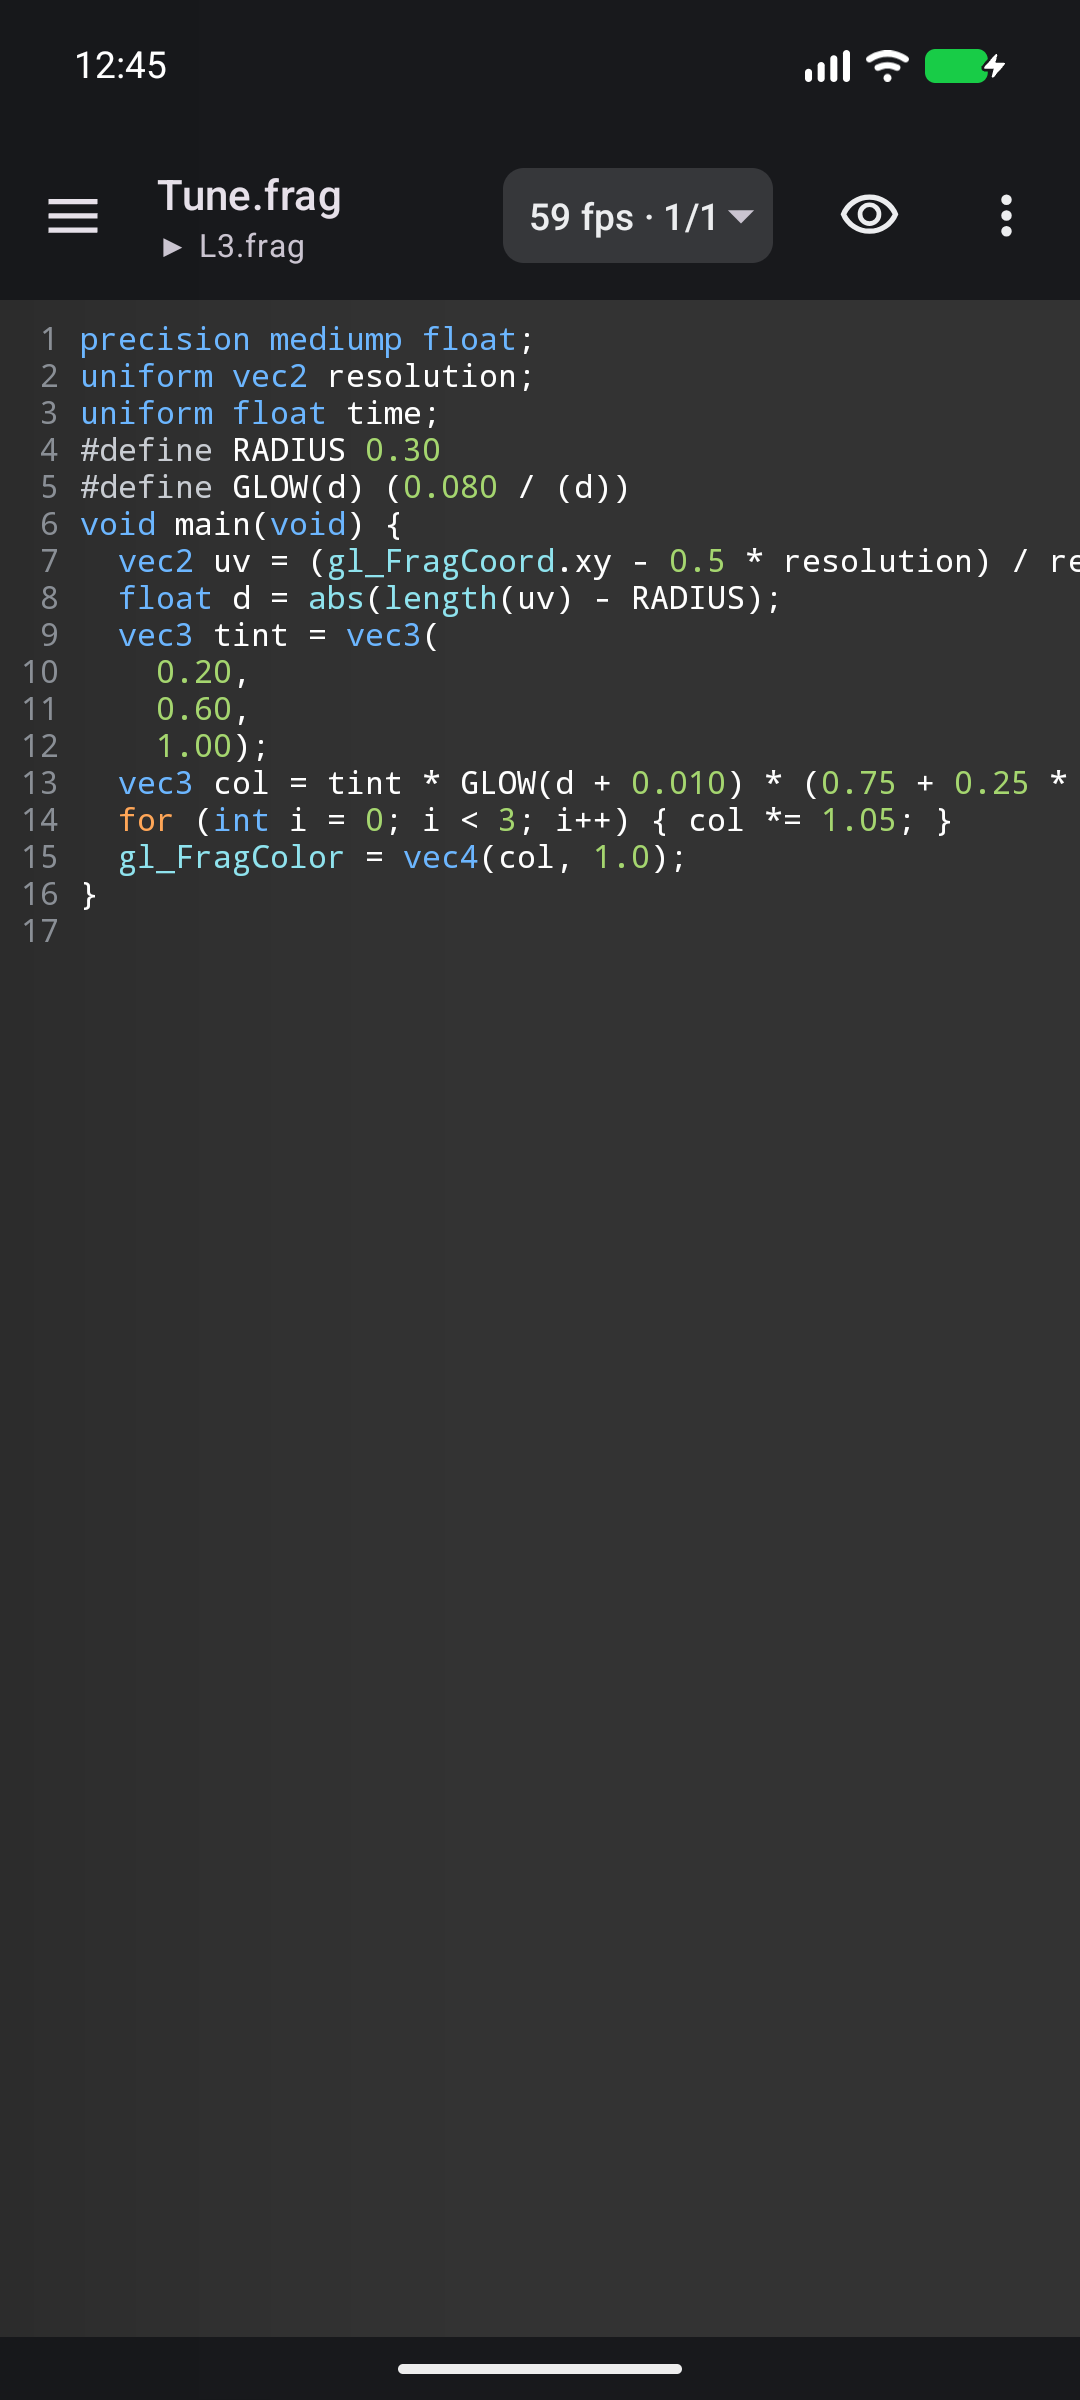 12:45
Tune.frag
► L3.frag
59 fps · 1/1
1 precision mediump float;
2 uniform vec2 resolution;
3 uniform float time;
4 #define RADIUS 0.30
5 #define GLOW(d) (0.080 / (d))
6 void main(void) {
7   vec2 uv = (gl_FragCoord.xy - 0.5 * resolution) / re
8   float d = abs(length(uv) - RADIUS);
9   vec3 tint = vec3(
10     0.20,
11     0.60,
12     1.00);
13   vec3 col = tint * GLOW(d + 0.010) * (0.75 + 0.25 *
14   for (int i = 0; i < 3; i++) { col *= 1.05; }
15   gl_FragColor = vec4(col, 1.0);
16 }
17